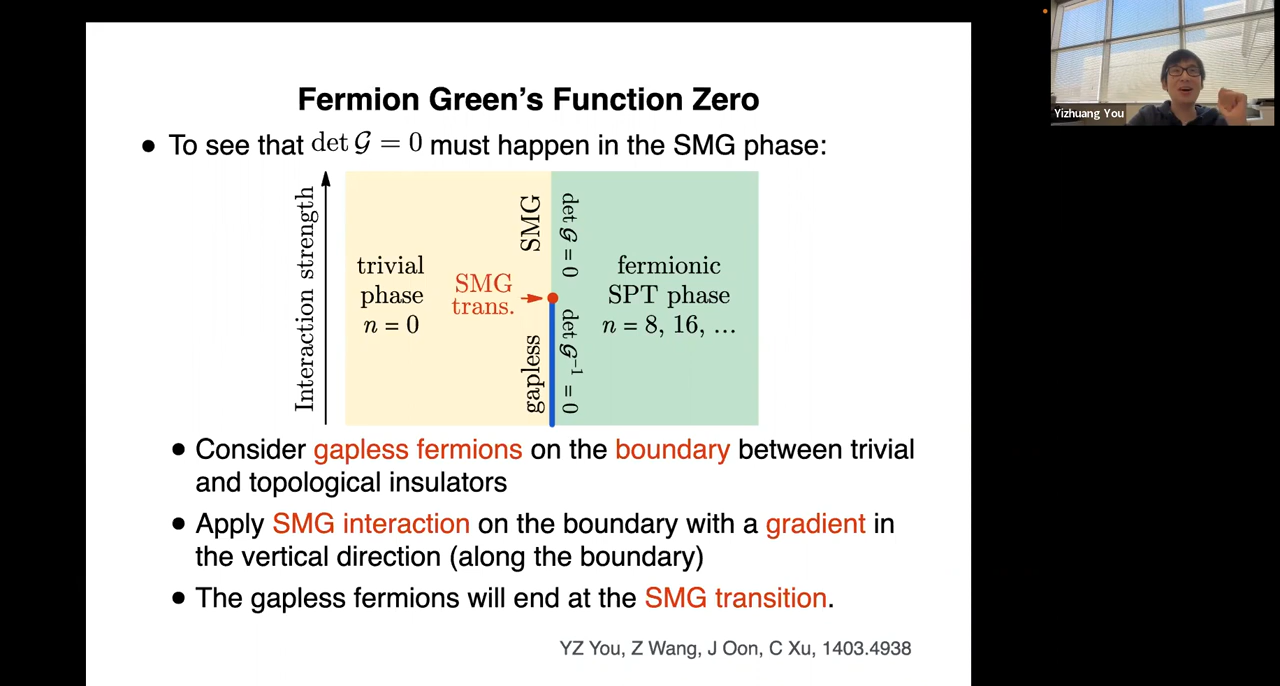 Fermion Green's Function Zero
• To see that det 𝒢 = 0 must happen in the SMG phase:
Interaction strength
trivial
phase
n = 0
SMG
trans.
SMG
gapless
det 𝒢 = 0
det 𝒢⁻¹ = 0
fermionic
SPT phase
n = 8, 16, ...
• Consider gapless fermions on the boundary between trivial
and topological insulators
• Apply SMG interaction on the boundary with a gradient in
the vertical direction (along the boundary)
• The gapless fermions will end at the SMG transition.
YZ You, Z Wang, J Oon, C Xu, 1403.4938
Yizhuang You